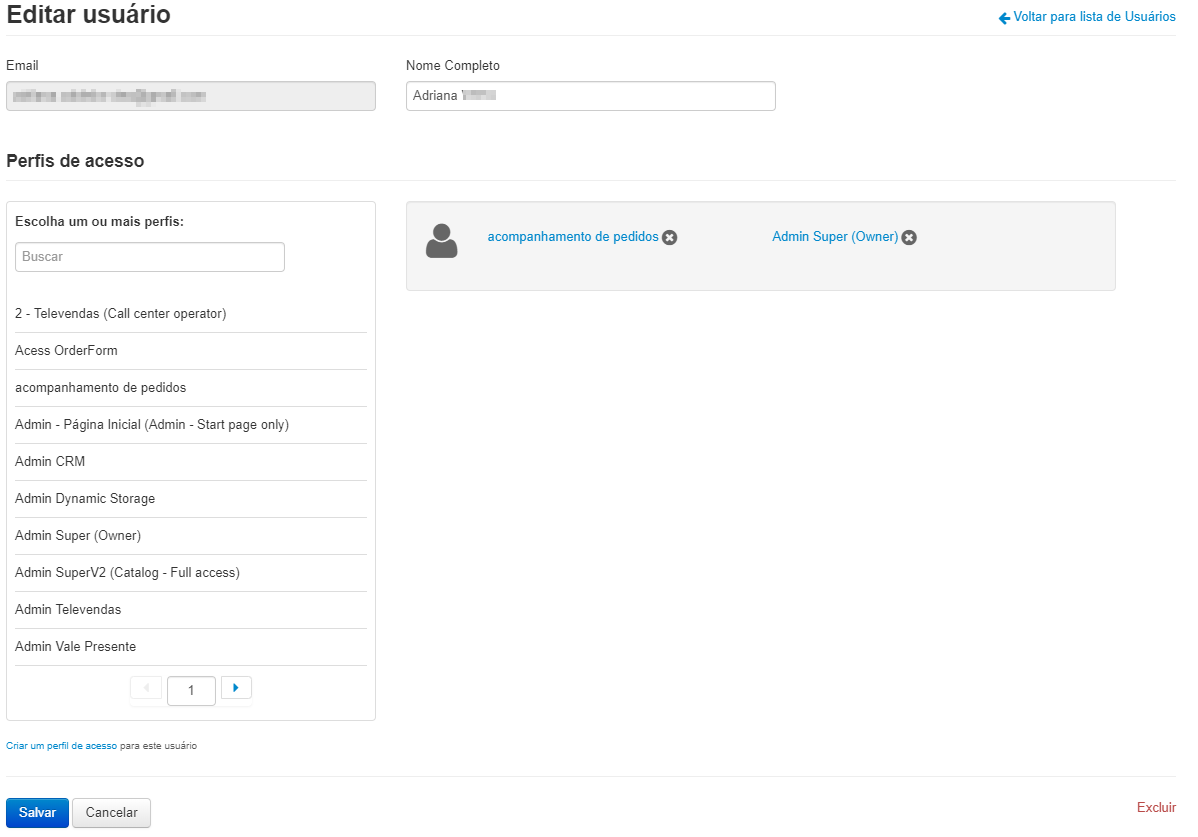 Editar usuário
Voltar para lista de Usuários
Email
Nome Completo
Adriana
Perfis de acesso
Escolha um ou mais perfis:
Buscar
acompanhamento de pedidos
Admin Super (Owner)
2 - Televendas (Call center operator)
Acess OrderForm
acompanhamento de pedidos
Admin - Página Inicial (Admin - Start page only)
Admin CRM
Admin Dynamic Storage
Admin Super (Owner)
Admin SuperV2 (Catalog - Full access)
Admin Televendas
Admin Vale Presente
1
Criar um perfil de acesso para este usuário
Salvar
Cancelar
Excluir